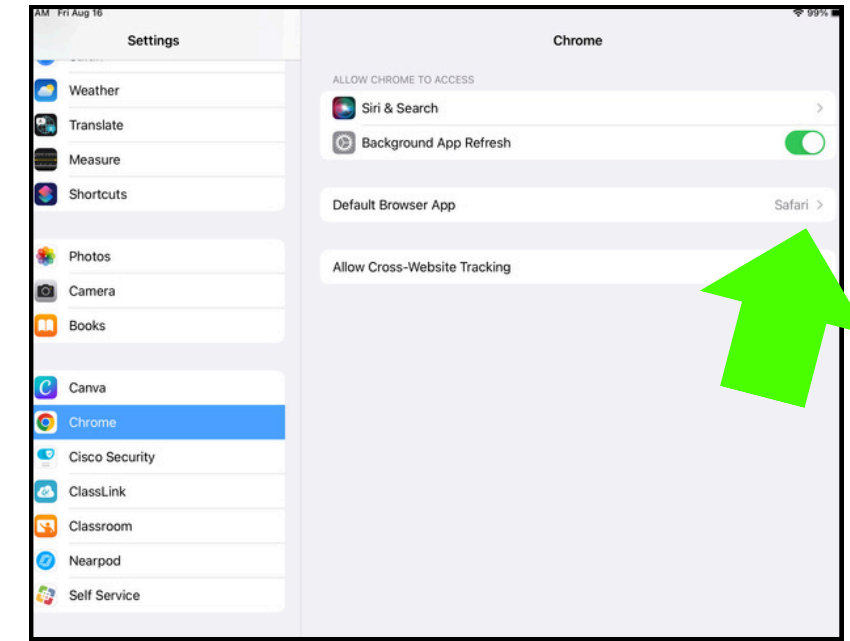 AM Fri Aug 16
99%
Settings
Chrome
Weather
Translate
Measure
Shortcuts
Photos
Camera
Books
Canva
Chrome
Cisco Security
ClassLink
Classroom
Nearpod
Self Service
ALLOW CHROME TO ACCESS
Siri & Search
Background App Refresh
Default Browser App Safari
Allow Cross-Website Tracking